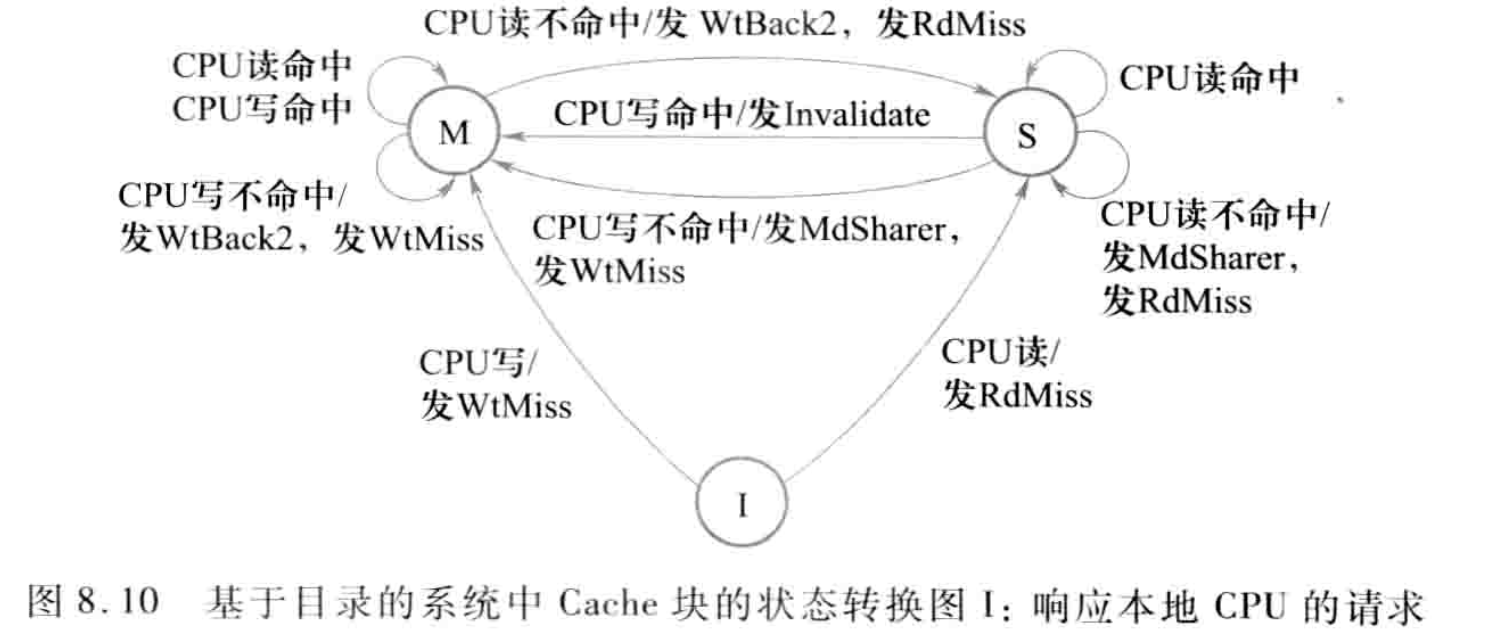 CPU读不命中/发 WtBack2，发RdMiss
CPU读命中
CPU写命中
CPU读命中
M
CPU写命中/发Invalidate
S
CPU写不命中/
发WtBack2，发WtMiss
CPU写不命中/发MdSharer，
发WtMiss
CPU读不命中/
发MdSharer，
发RdMiss
CPU写/
发WtMiss
CPU读/
发RdMiss
I
图 8.10 基于目录的系统中 Cache 块的状态转换图 I：响应本地 CPU 的请求